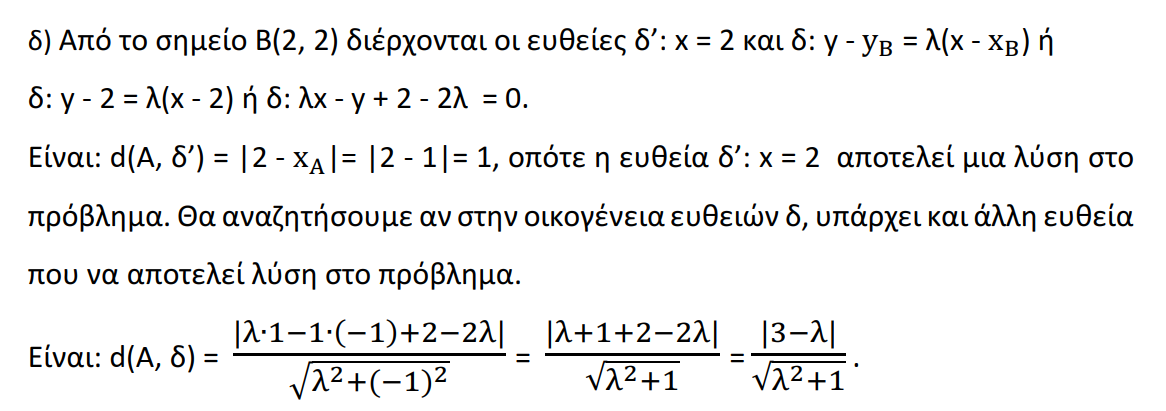 δ) Από το σημείο Β(2, 2) διέρχονται οι ευθείες δ’: x = 2 και δ: y - y_B = λ(x - x_B) ή
δ: y - 2 = λ(x - 2) ή δ: λx - y + 2 - 2λ = 0.
Είναι: d(A, δ’) = |2 - x_A|= |2 - 1|= 1, οπότε η ευθεία δ’: x = 2 αποτελεί μια λύση στο
πρόβλημα. Θα αναζητήσουμε αν στην οικογένεια ευθειών δ, υπάρχει και άλλη ευθεία
που να αποτελεί λύση στο πρόβλημα.
Είναι: d(A, δ) = |λ·1−1·(−1)+2−2λ| / √(λ²+(−1)²) = |λ+1+2−2λ| / √(λ²+1) = |3−λ| / √(λ²+1) .